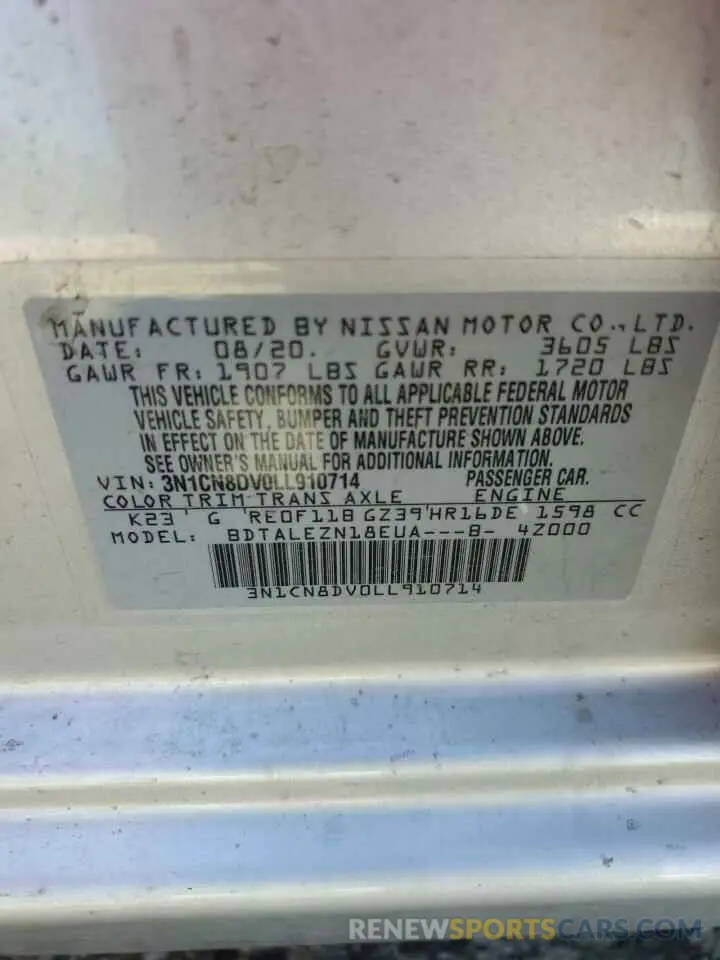 MANUFACTURED BY NISSAN MOTOR CO.,LTD.
DATE: 08/20. GVWR: 3605 LBS
GAWR FR: 1907 LBS GAWR RR: 1720 LBS
THIS VEHICLE CONFORMS TO ALL APPLICABLE FEDERAL MOTOR
VEHICLE SAFETY, BUMPER AND THEFT PREVENTION STANDARDS
IN EFFECT ON THE DATE OF MANUFACTURE SHOWN ABOVE.
SEE OWNER'S MANUAL FOR ADDITIONAL INFORMATION.
VIN: 3N1CN8DV0LL910714 PASSENGER CAR.
COLOR TRIM TRANS AXLE ENGINE
K23 G RE0F11B GZ39 HR16DE 1598 CC
MODEL: BDTALEZN18EUA---B- 4Z000
3N1CN8DV0LL910714
RENEWSPORTSCARS.COM